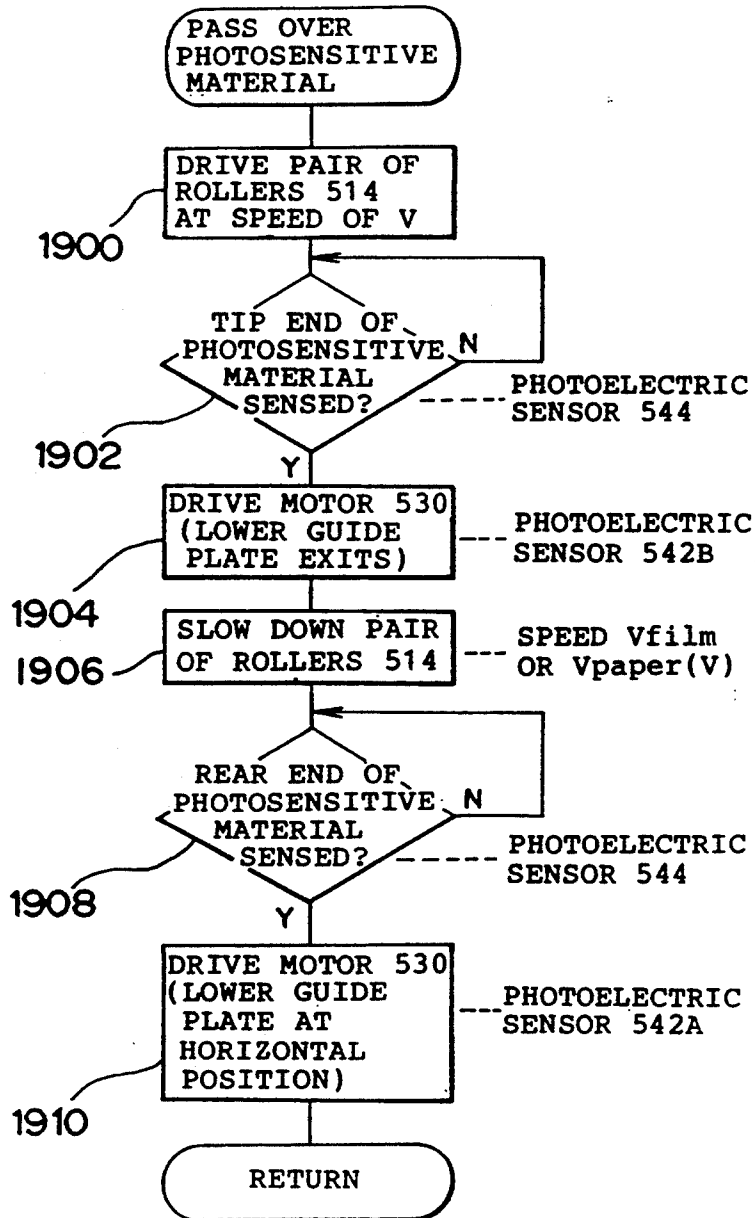 PASS OVER
PHOTOSENSITIVE
MATERIAL
DRIVE PAIR OF
ROLLERS 514
AT SPEED OF V
1900
TIP END OF
PHOTOSENSITIVE
MATERIAL
SENSED?
N
PHOTOELECTRIC
SENSOR 544
1902
Y
DRIVE MOTOR 530
(LOWER GUIDE
PLATE EXITS)
PHOTOELECTRIC
SENSOR 542B
1904
SLOW DOWN PAIR
OF ROLLERS 514
SPEED Vfilm
OR Vpaper(V)
1906
REAR END OF
PHOTOSENSITIVE
MATERIAL
SENSED?
N
PHOTOELECTRIC
SENSOR 544
1908
Y
DRIVE MOTOR 530
(LOWER GUIDE
PLATE AT
HORIZONTAL
POSITION)
PHOTOELECTRIC
SENSOR 542A
1910
RETURN